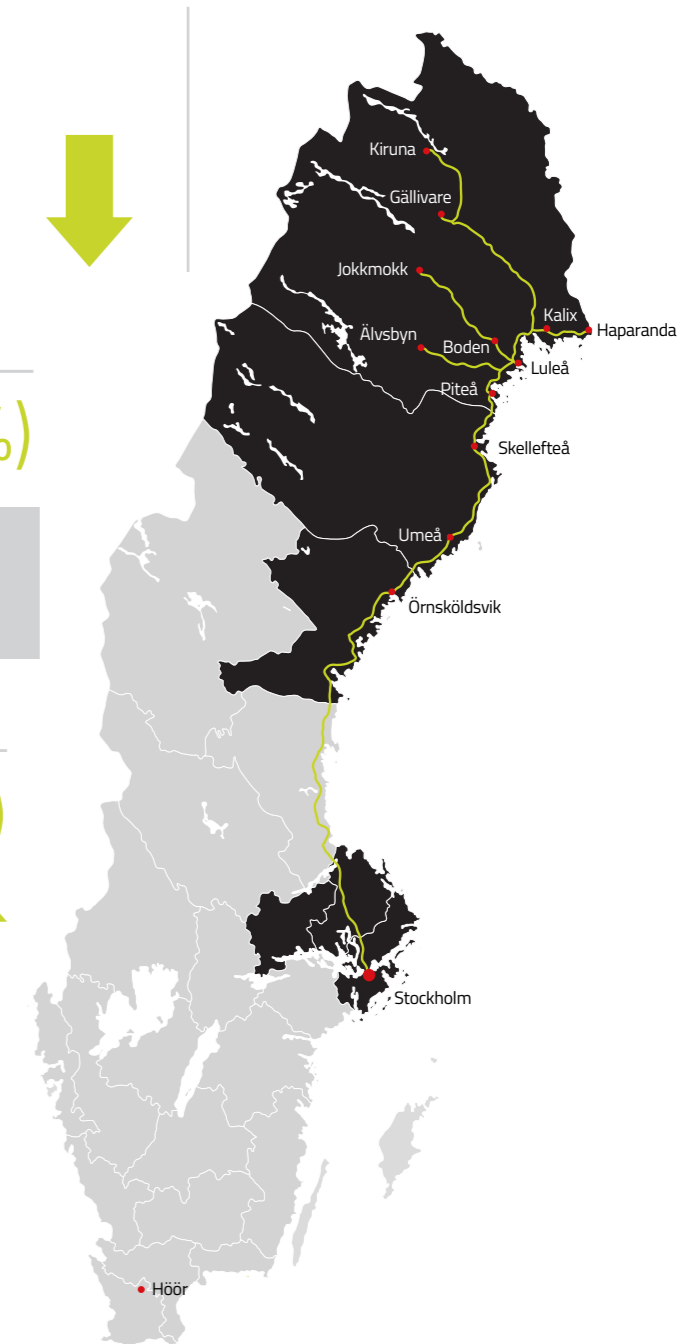 Kiruna
Gällivare
Jokkmokk
Kalix
Haparanda
Älvsbyn
Boden
Luleå
Piteå
%)
Skellefteå
Umeå
Örnsköldsvik
)
Stockholm
Höör